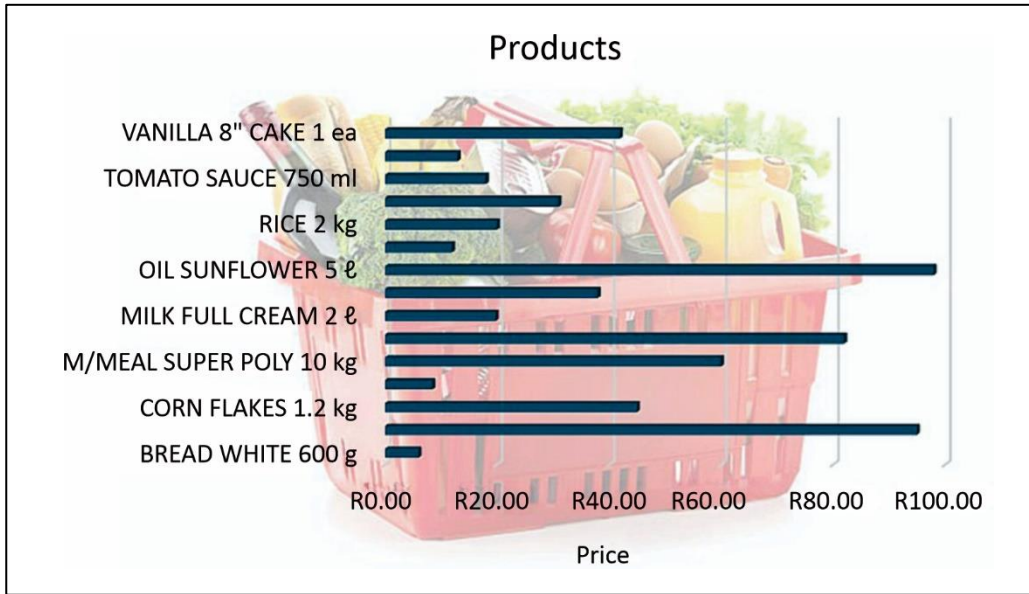 Products
VANILLA 8" CAKE 1 ea
TOMATO SAUCE 750 ml
RICE 2 kg
OIL SUNFLOWER 5 ℓ
MILK FULL CREAM 2 ℓ
M/MEAL SUPER POLY 10 kg
CORN FLAKES 1.2 kg
BREAD WHITE 600 g
R0.00 R20.00 R40.00 R60.00 R80.00 R100.00
Price